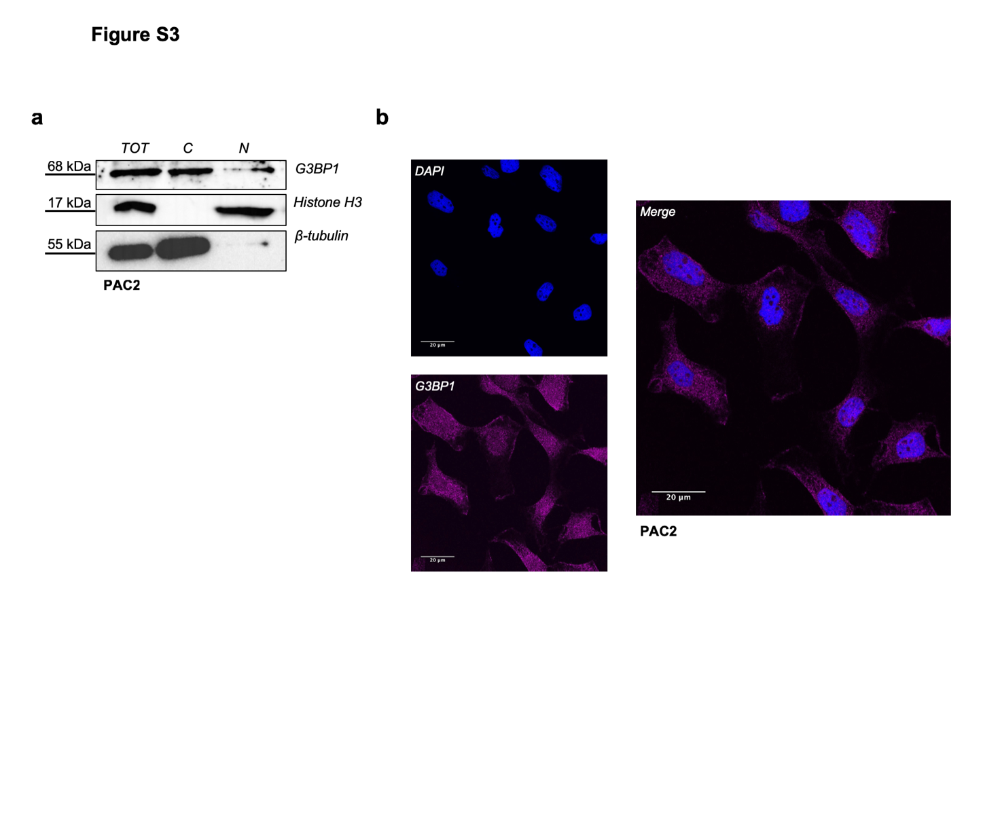 Figure S3
a
TOT C N
68 kDa
G3BP1
17 kDa
Histone H3
55 kDa
β-tubulin
PAC2
b
DAPI
20 μm
G3BP1
20 μm
Merge
20 μm
PAC2